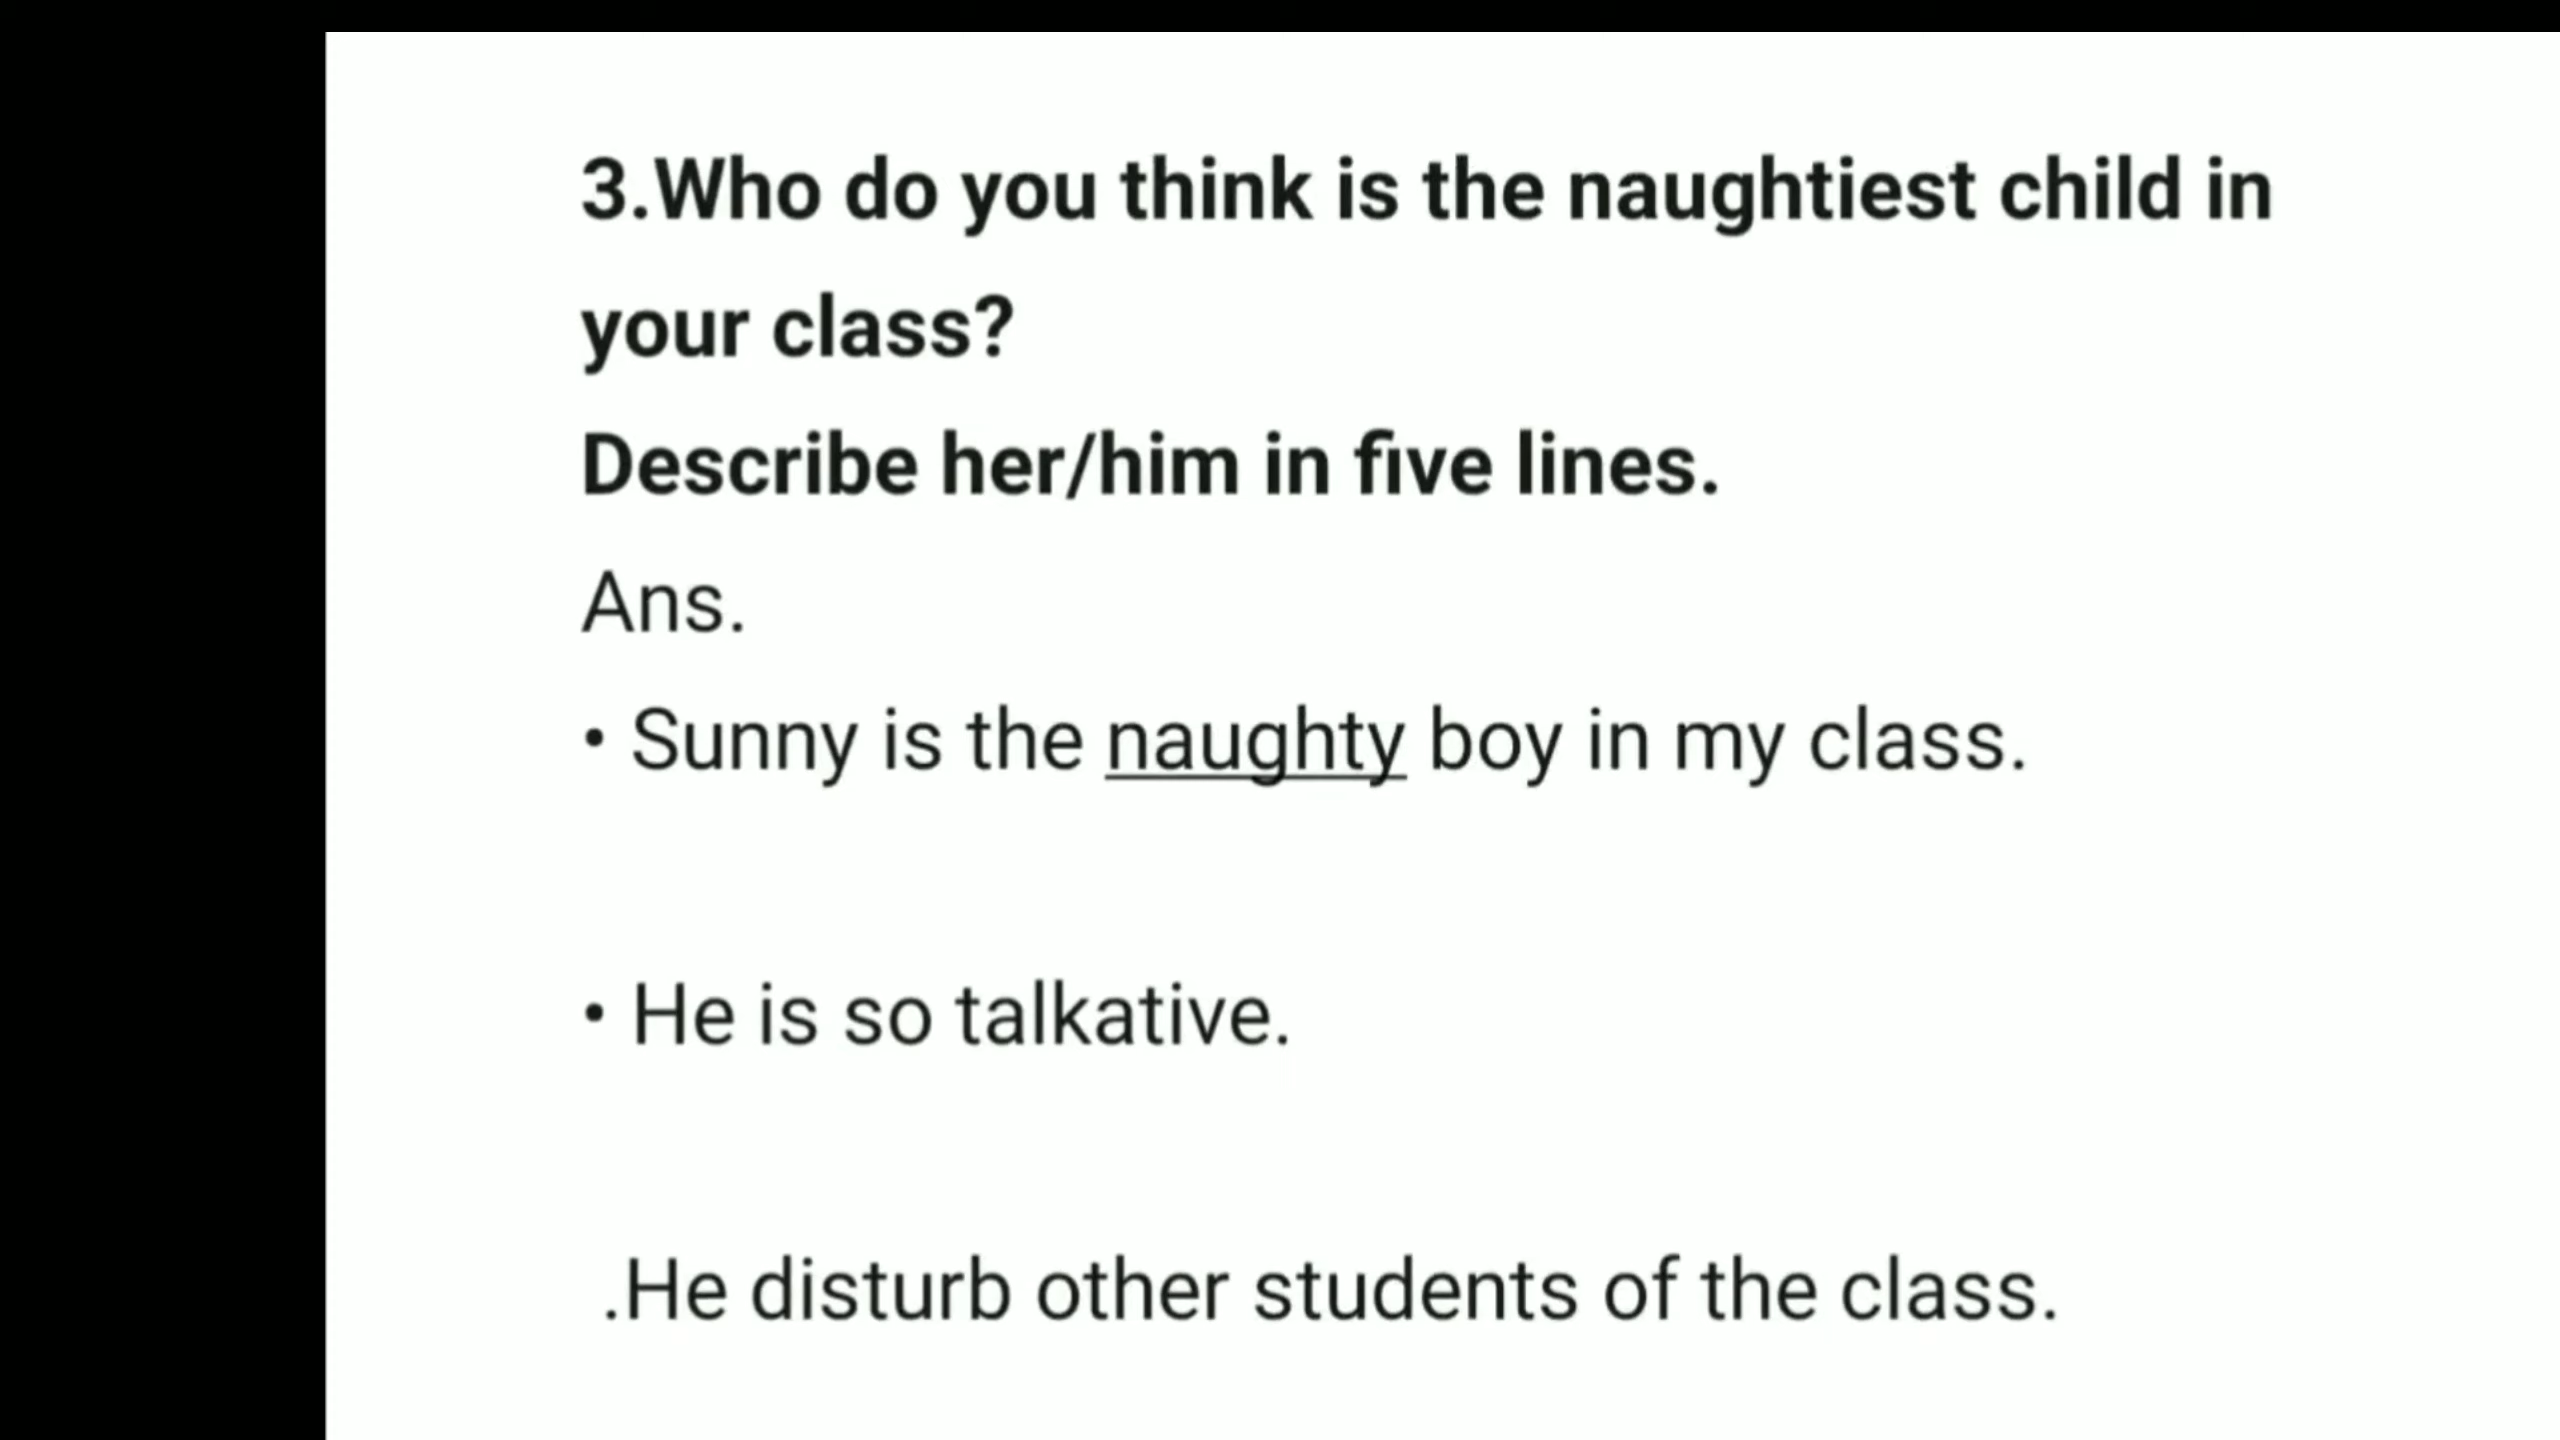 3.Who do you think is the naughtiest child in
your class?
Describe her/him in five lines.
Ans.
• Sunny is the naughty boy in my class.
• He is so talkative.
.He disturb other students of the class.